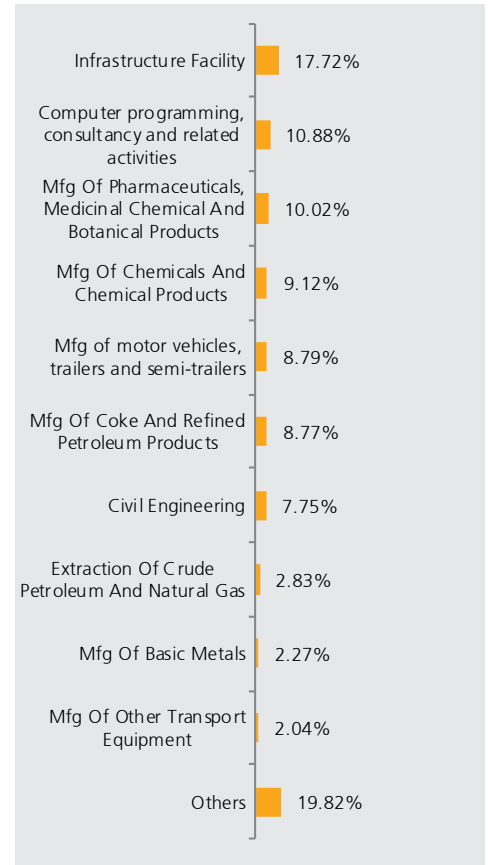 Infrastructure Facility
17.72%
Computer programming,
consultancy and related
activities
10.88%
Mfg Of Pharmaceuticals,
Medicinal Chemical And
Botanical Products
10.02%
Mfg Of Chemicals And
Chemical Products
9.12%
Mfg of motor vehicles,
trailers and semi-trailers
8.79%
Mfg Of Coke And Refined
Petroleum Products
8.77%
Civil Engineering
7.75%
Extraction Of Crude
Petroleum And Natural Gas
2.83%
Mfg Of Basic Metals
2.27%
Mfg Of Other Transport
Equipment
2.04%
Others
19.82%